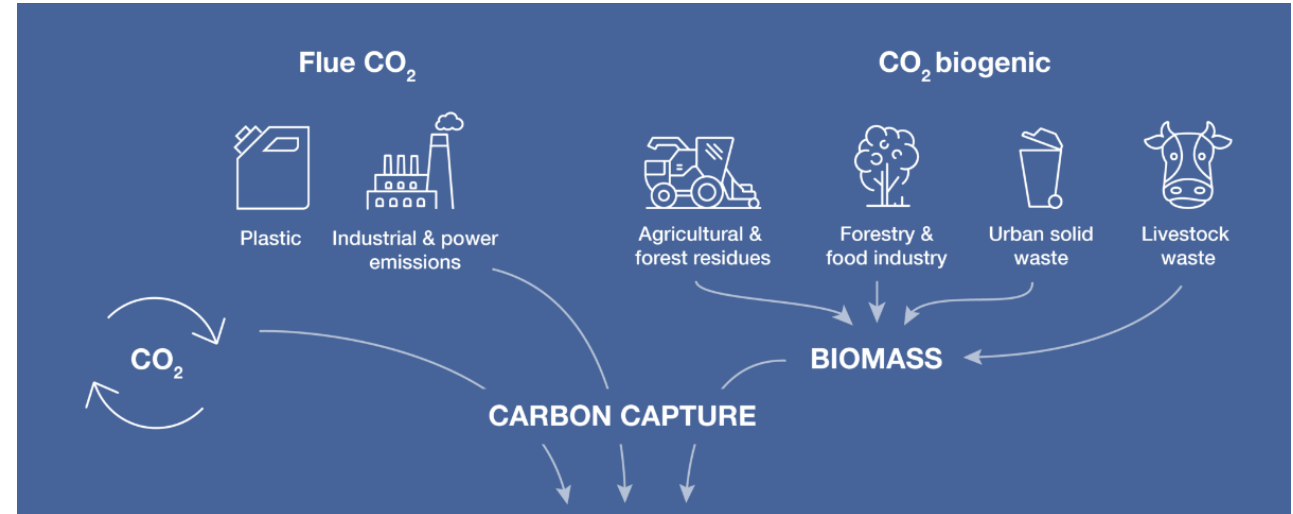 Flue CO₂
CO₂ biogenic
Plastic
Industrial & power
emissions
Agricultural &
forest residues
Forestry &
food industry
Urban solid
waste
Livestock
waste
CO₂
BIOMASS
CARBON CAPTURE